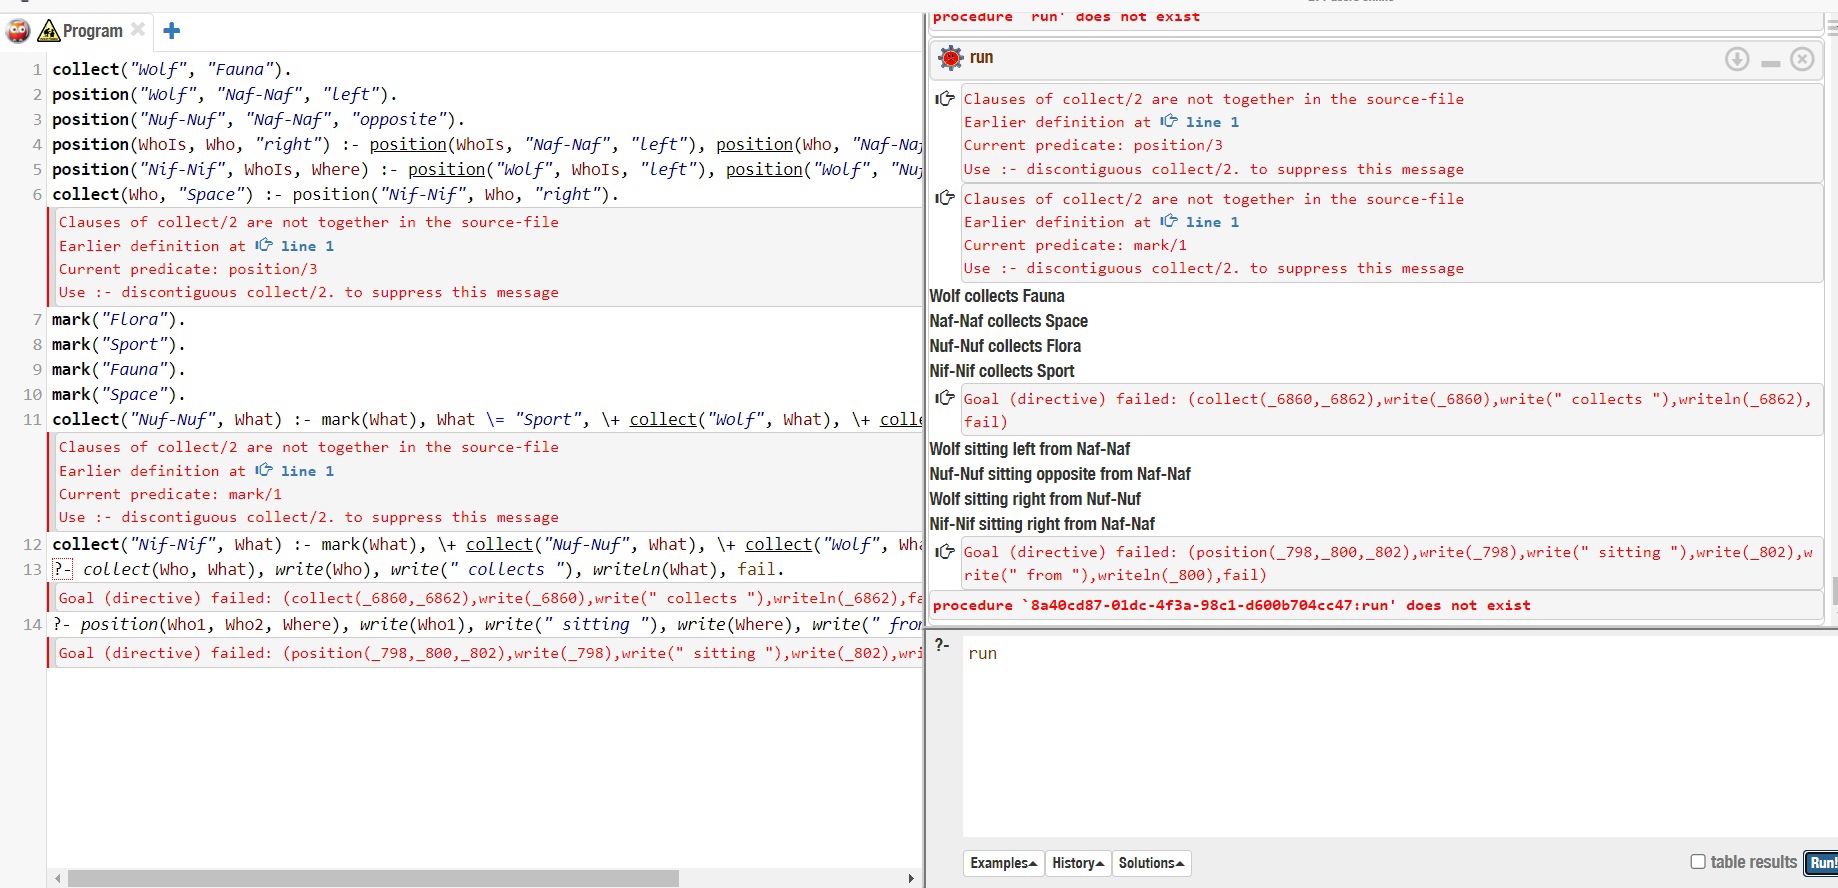 Program
1 collect("Wolf", "Fauna").
2 position("Wolf", "Naf-Naf", "left").
3 position("Nuf-Nuf", "Naf-Naf", "opposite").
4 position(WhoIs, Who, "right") :- position(WhoIs, "Naf-Naf", "left"), position(Who, "Naf-Na
5 position("Nif-Nif", WhoIs, Where) :- position("Wolf", WhoIs, "left"), position("Wolf", "Nu
6 collect(Who, "Space") :- position("Nif-Nif", Who, "right").
Clauses of collect/2 are not together in the source-file
Earlier definition at line 1
Current predicate: position/3
Use :- discontiguous collect/2. to suppress this message
7 mark("Flora").
8 mark("Sport").
9 mark("Fauna").
10 mark("Space").
11 collect("Nuf-Nuf", What) :- mark(What), What \= "Sport", \+ collect("Wolf", What), \+ colle
Clauses of collect/2 are not together in the source-file
Earlier definition at line 1
Current predicate: mark/1
Use :- discontiguous collect/2. to suppress this message
12 collect("Nif-Nif", What) :- mark(What), \+ collect("Nuf-Nuf", What), \+ collect("Wolf", Wha
13 ?- collect(Who, What), write(Who), write(" collects "), writeln(What), fail.
Goal (directive) failed: (collect(_6860,_6862),write(_6860),write(" collects "),writeln(_6862),fa
14 ?- position(Who1, Who2, Where), write(Who1), write(" sitting "), write(Where), write(" from
Goal (directive) failed: (position(_798,_800,_802),write(_798),write(" sitting "),write(_802),wri
procedure `run' does not exist
run
Clauses of collect/2 are not together in the source-file
Earlier definition at line 1
Current predicate: position/3
Use :- discontiguous collect/2. to suppress this message
Clauses of collect/2 are not together in the source-file
Earlier definition at line 1
Current predicate: mark/1
Use :- discontiguous collect/2. to suppress this message
Wolf collects Fauna
Naf-Naf collects Space
Nuf-Nuf collects Flora
Nif-Nif collects Sport
Goal (directive) failed: (collect(_6860,_6862),write(_6860),write(" collects "),writeln(_6862),
fail)
Wolf sitting left from Naf-Naf
Nuf-Nuf sitting opposite from Naf-Naf
Wolf sitting right from Nuf-Nuf
Nif-Nif sitting right from Naf-Naf
Goal (directive) failed: (position(_798,_800,_802),write(_798),write(" sitting "),write(_802),w
rite(" from "),writeln(_800),fail)
procedure `8a40cd87-01dc-4f3a-98c1-d600b704cc47:run' does not exist
?- run
Examples History Solutions table results Run!